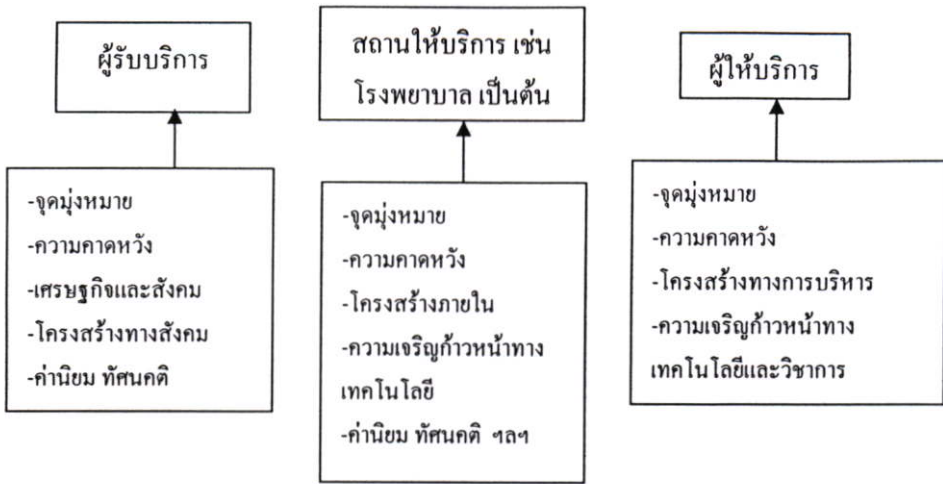 ผู้รับบริการ
สถานให้บริการ เช่น
โรงพยาบาล เป็นต้น
ผู้ให้บริการ
-จุดมุ่งหมาย
-ความคาดหวัง
-เศรษฐกิจและสังคม
-โครงสร้างทางสังคม
-ค่านิยม ทัศนคติ
-จุดมุ่งหมาย
-ความคาดหวัง
-โครงสร้างภายใน
-ความเจริญก้าวหน้าทาง
เทคโนโลยี
-ค่านิยม ทัศนคติ ฯลฯ
-จุดมุ่งหมาย
-ความคาดหวัง
-โครงสร้างทางการบริหาร
-ความเจริญก้าวหน้าทาง
เทคโนโลยีและวิชาการ